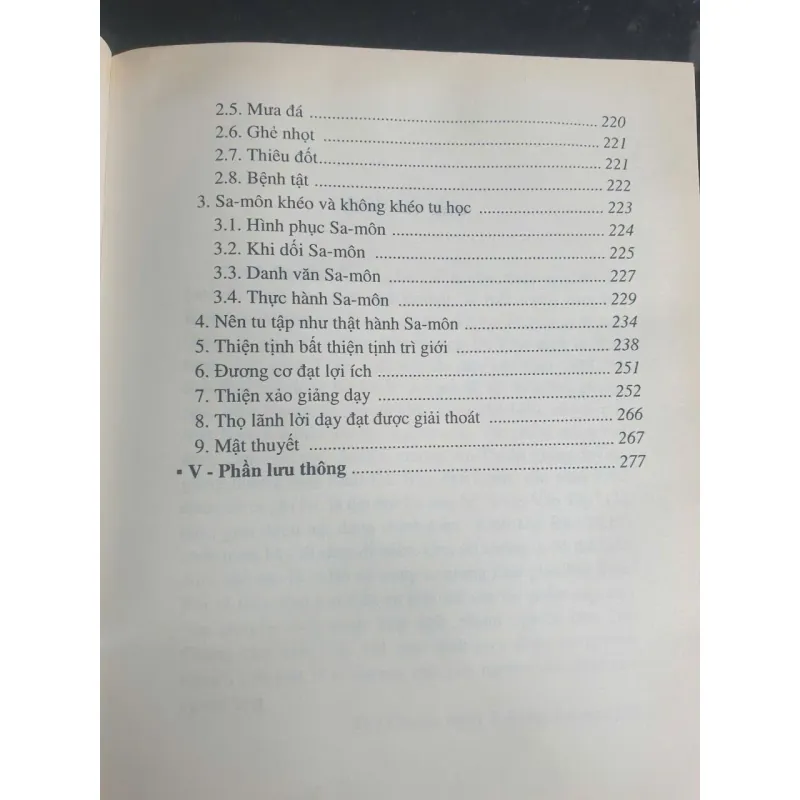 2.5. Mưa đá ........ 220
2.6. Ghẻ nhọt ........ 221
2.7. Thiêu đốt ........ 221
2.8. Bệnh tật ........ 222
3. Sa-môn khéo và không khéo tu học ........ 223
3.1. Hình phục Sa-môn ........ 224
3.2. Khi dối Sa-môn ........ 225
3.3. Danh văn Sa-môn ........ 227
3.4. Thực hành Sa-môn ........ 229
4. Nên tu tập như thật hành Sa-môn ........ 234
5. Thiện tịnh bất thiện tịnh trì giới ........ 238
6. Đương cơ đạt lợi ích ........ 251
7. Thiện xảo giảng dạy ........ 252
8. Thọ lãnh lời dạy đạt được giải thoát ........ 266
9. Mật thuyết ........ 267
▪ V - Phần lưu thông ........ 277